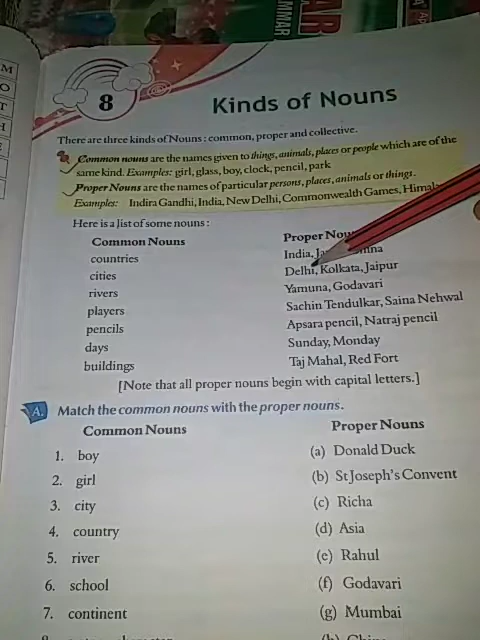 MMAR
AR
M
O
T
H
E
8
Kinds of Nouns
There are three kinds of Nouns : common, proper and collective.
Common nouns are the names given to things, animals, places or people which are of the
same kind. Examples: girl, glass, boy, clock, pencil, park
Proper Nouns are the names of particular persons, places, animals or things.
Examples: Indira Gandhi, India, New Delhi, Commonwealth Games,
Here is a list of some nouns :
Common Nouns Proper
countries India,
cities Delhi, Kolkata, Jaipur
rivers Yamuna, Godavari
players Sachin Tendulkar, Saina Nehwal
pencils Apsara pencil, Natraj pencil
days Sunday, Monday
buildings Taj Mahal, Red Fort
[Note that all proper nouns begin with capital letters.]
A. Match the common nouns with the proper nouns.
Common Nouns Proper Nouns
1. boy (a) Donald Duck
2. girl (b) St Joseph's Convent
3. city (c) Richa
4. country (d) Asia
5. river (e) Rahul
6. school (f) Godavari
7. continent (g) Mumbai